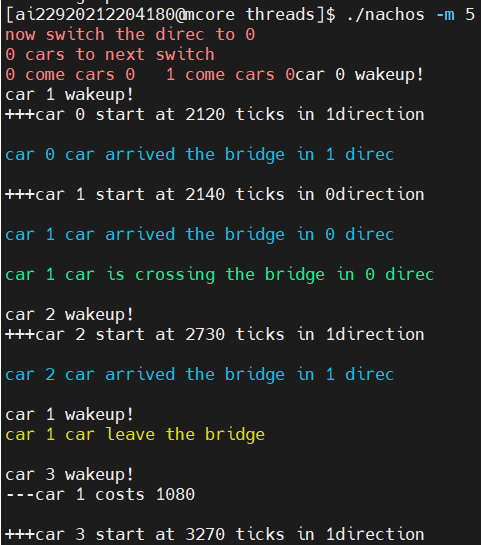 [ai22920212204180@mcore threads]$ ./nachos -m 5
now switch the direc to 0
0 cars to next switch
0 come cars 0   1 come cars 0car 0 wakeup!
car 1 wakeup!
+++car 0 start at 2120 ticks in 1direction
car 0 car arrived the bridge in 1 direc
+++car 1 start at 2140 ticks in 0direction
car 1 car arrived the bridge in 0 direc
car 1 car is crossing the bridge in 0 direc
car 2 wakeup!
+++car 2 start at 2730 ticks in 1direction
car 2 car arrived the bridge in 1 direc
car 1 wakeup!
car 1 car leave the bridge
car 3 wakeup!
---car 1 costs 1080
+++car 3 start at 3270 ticks in 1direction